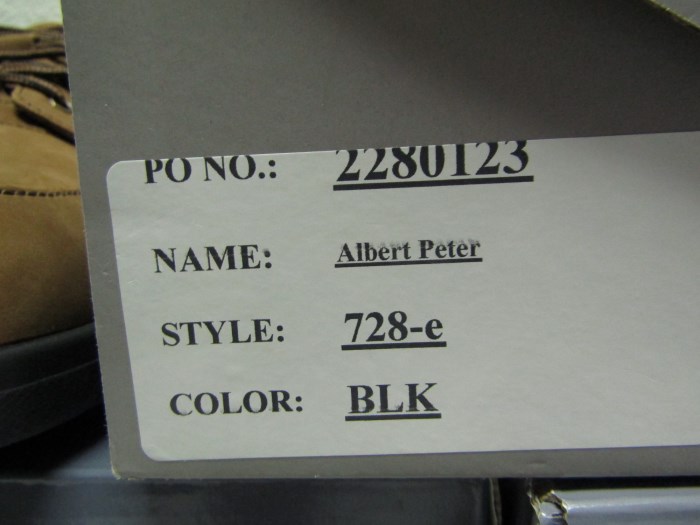 PO NO.: 2280123
NAME: Albert Peter
STYLE: 728-e
COLOR: BLK